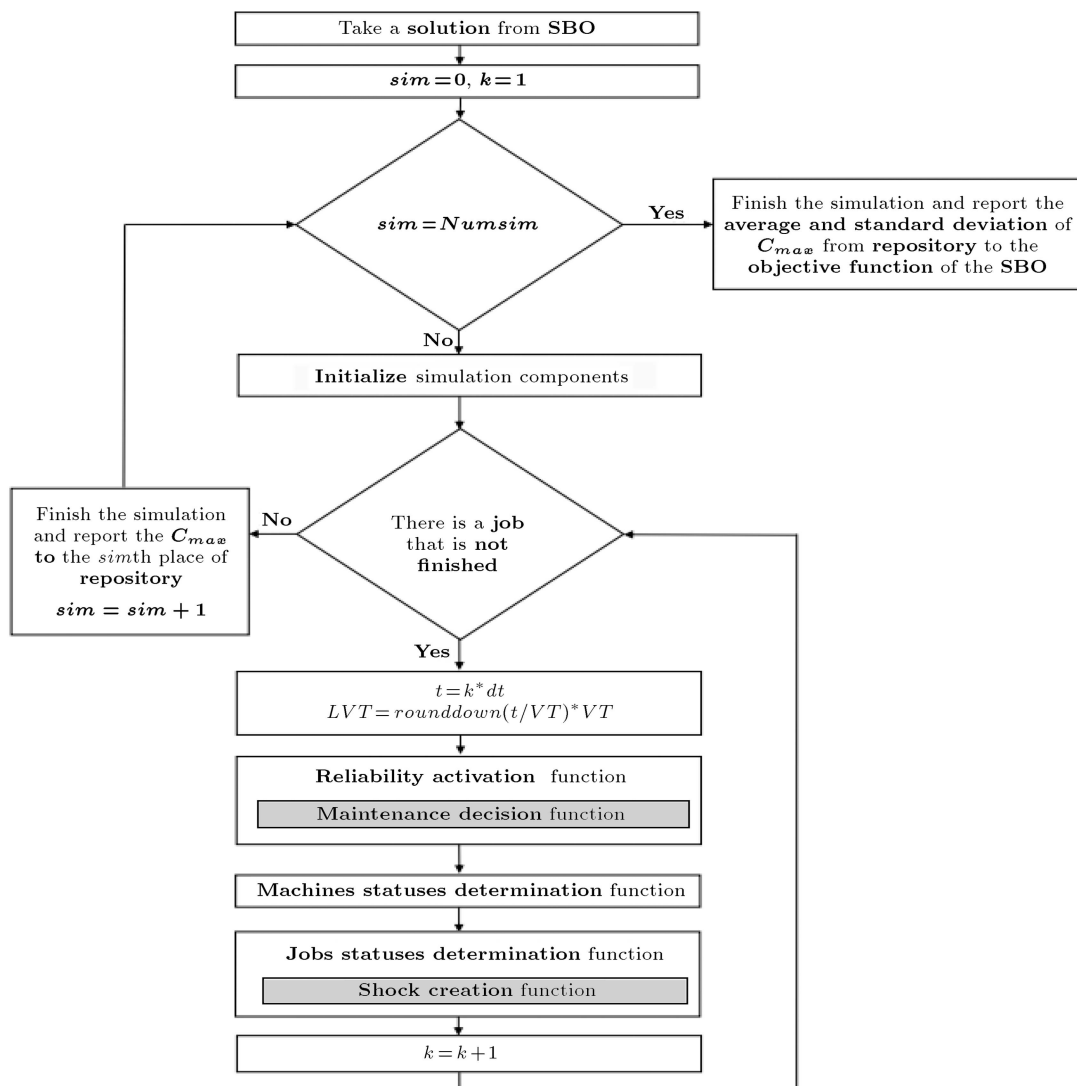 Take a solution from SBO
sim=0, k=1
sim=Numsim
Yes
Finish the simulation and report the
average and standard deviation of
Cmax from repository to the
objective function of the SBO
No
Initialize simulation components
There is a job
that is not
finished
No
Finish the simulation
and report the Cmax
to the simth place of
repository
sim = sim + 1
Yes
t=k*dt
LVT=rounddown(t/VT)*VT
Reliability activation function
Maintenance decision function
Machines statuses determination function
Jobs statuses determination function
Shock creation function
k=k+1